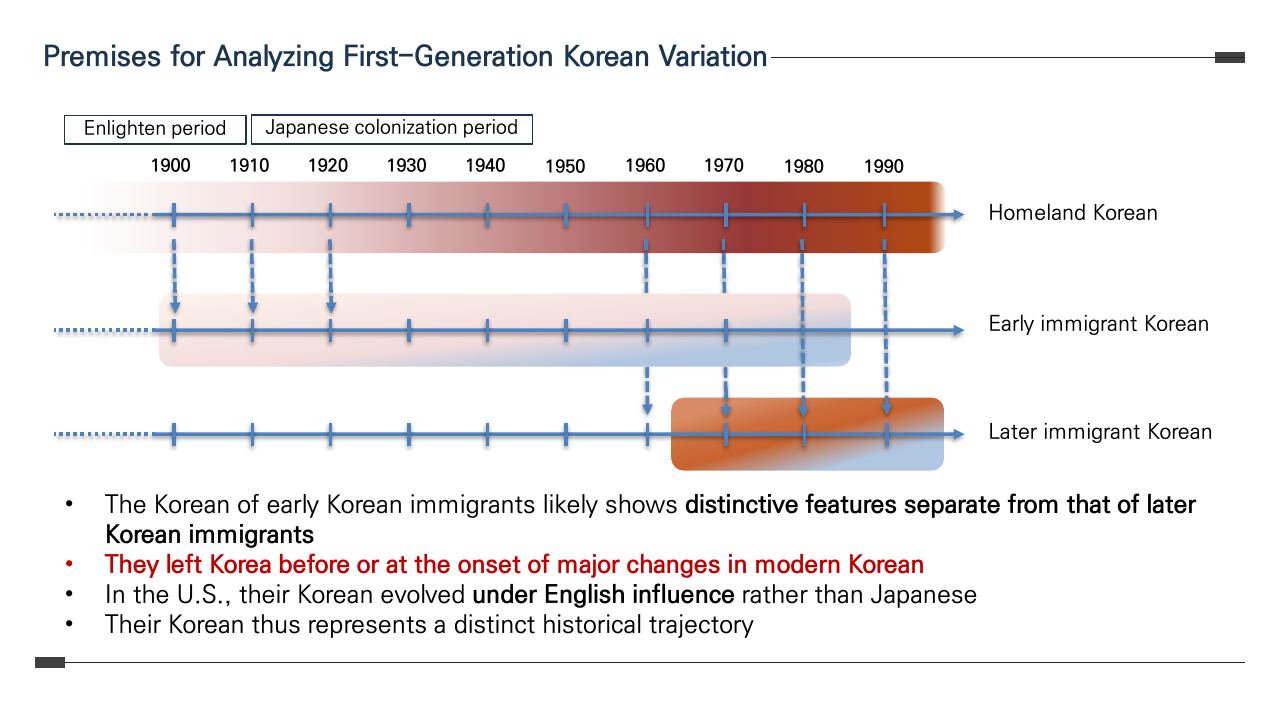 Premises for Analyzing First-Generation Korean Variation
Enlighten period
Japanese colonization period
1900 1910 1920 1930 1940 1950 1960 1970 1980 1990
Homeland Korean
Early immigrant Korean
Later immigrant Korean
• The Korean of early Korean immigrants likely shows distinctive features separate from that of later
Korean immigrants
• They left Korea before or at the onset of major changes in modern Korean
• In the U.S., their Korean evolved under English influence rather than Japanese
• Their Korean thus represents a distinct historical trajectory